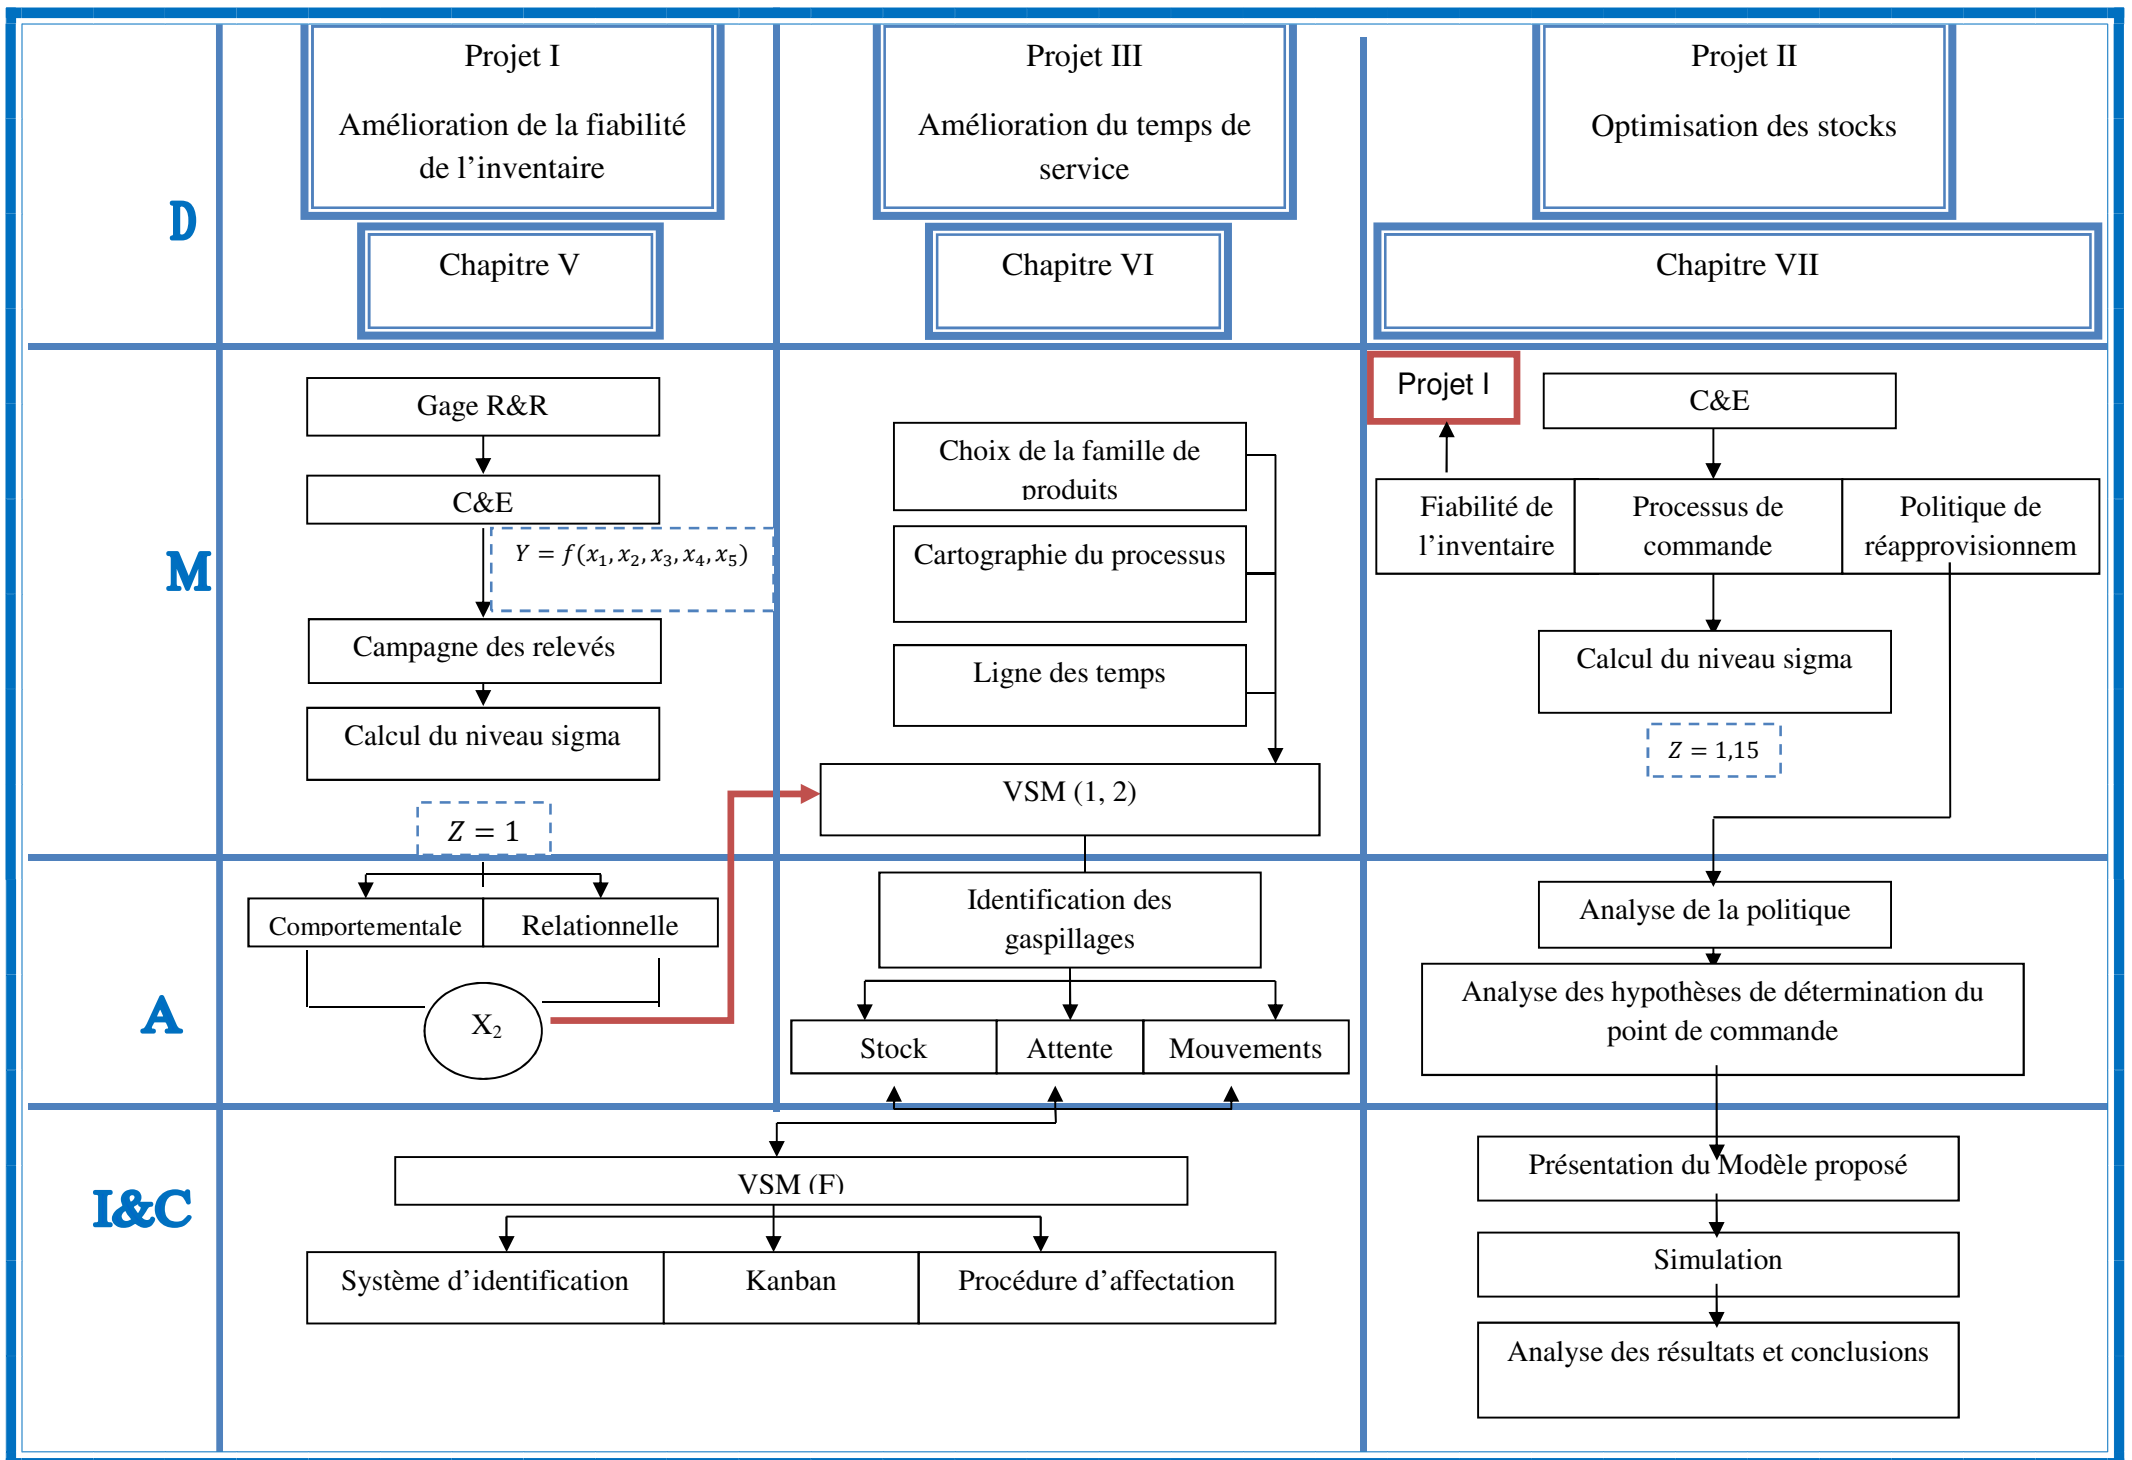 Projet I
Amélioration de la fiabilité
de l’inventaire
Chapitre V
Projet III
Amélioration du temps de
service
Chapitre VI
Projet II
Optimisation des stocks
Chapitre VII
D
M
Gage R&R
C&E
Y = f(x₁, x₂, x₃, x₄, x₅)
Campagne des relevés
Calcul du niveau sigma
Z = 1
Choix de la famille de
produits
Cartographie du processus
Ligne des temps
VSM (1, 2)
Projet I
C&E
Fiabilité de
l’inventaire
Processus de
commande
Politique de
réapprovisionnem
Calcul du niveau sigma
Z = 1,15
A
Comportementale
Relationnelle
X₂
Identification des
gaspillages
Stock
Attente
Mouvements
Analyse de la politique
Analyse des hypothèses de détermination du
point de commande
I&C
VSM (F)
Système d’identification
Kanban
Procédure d’affectation
Présentation du Modèle proposé
Simulation
Analyse des résultats et conclusions